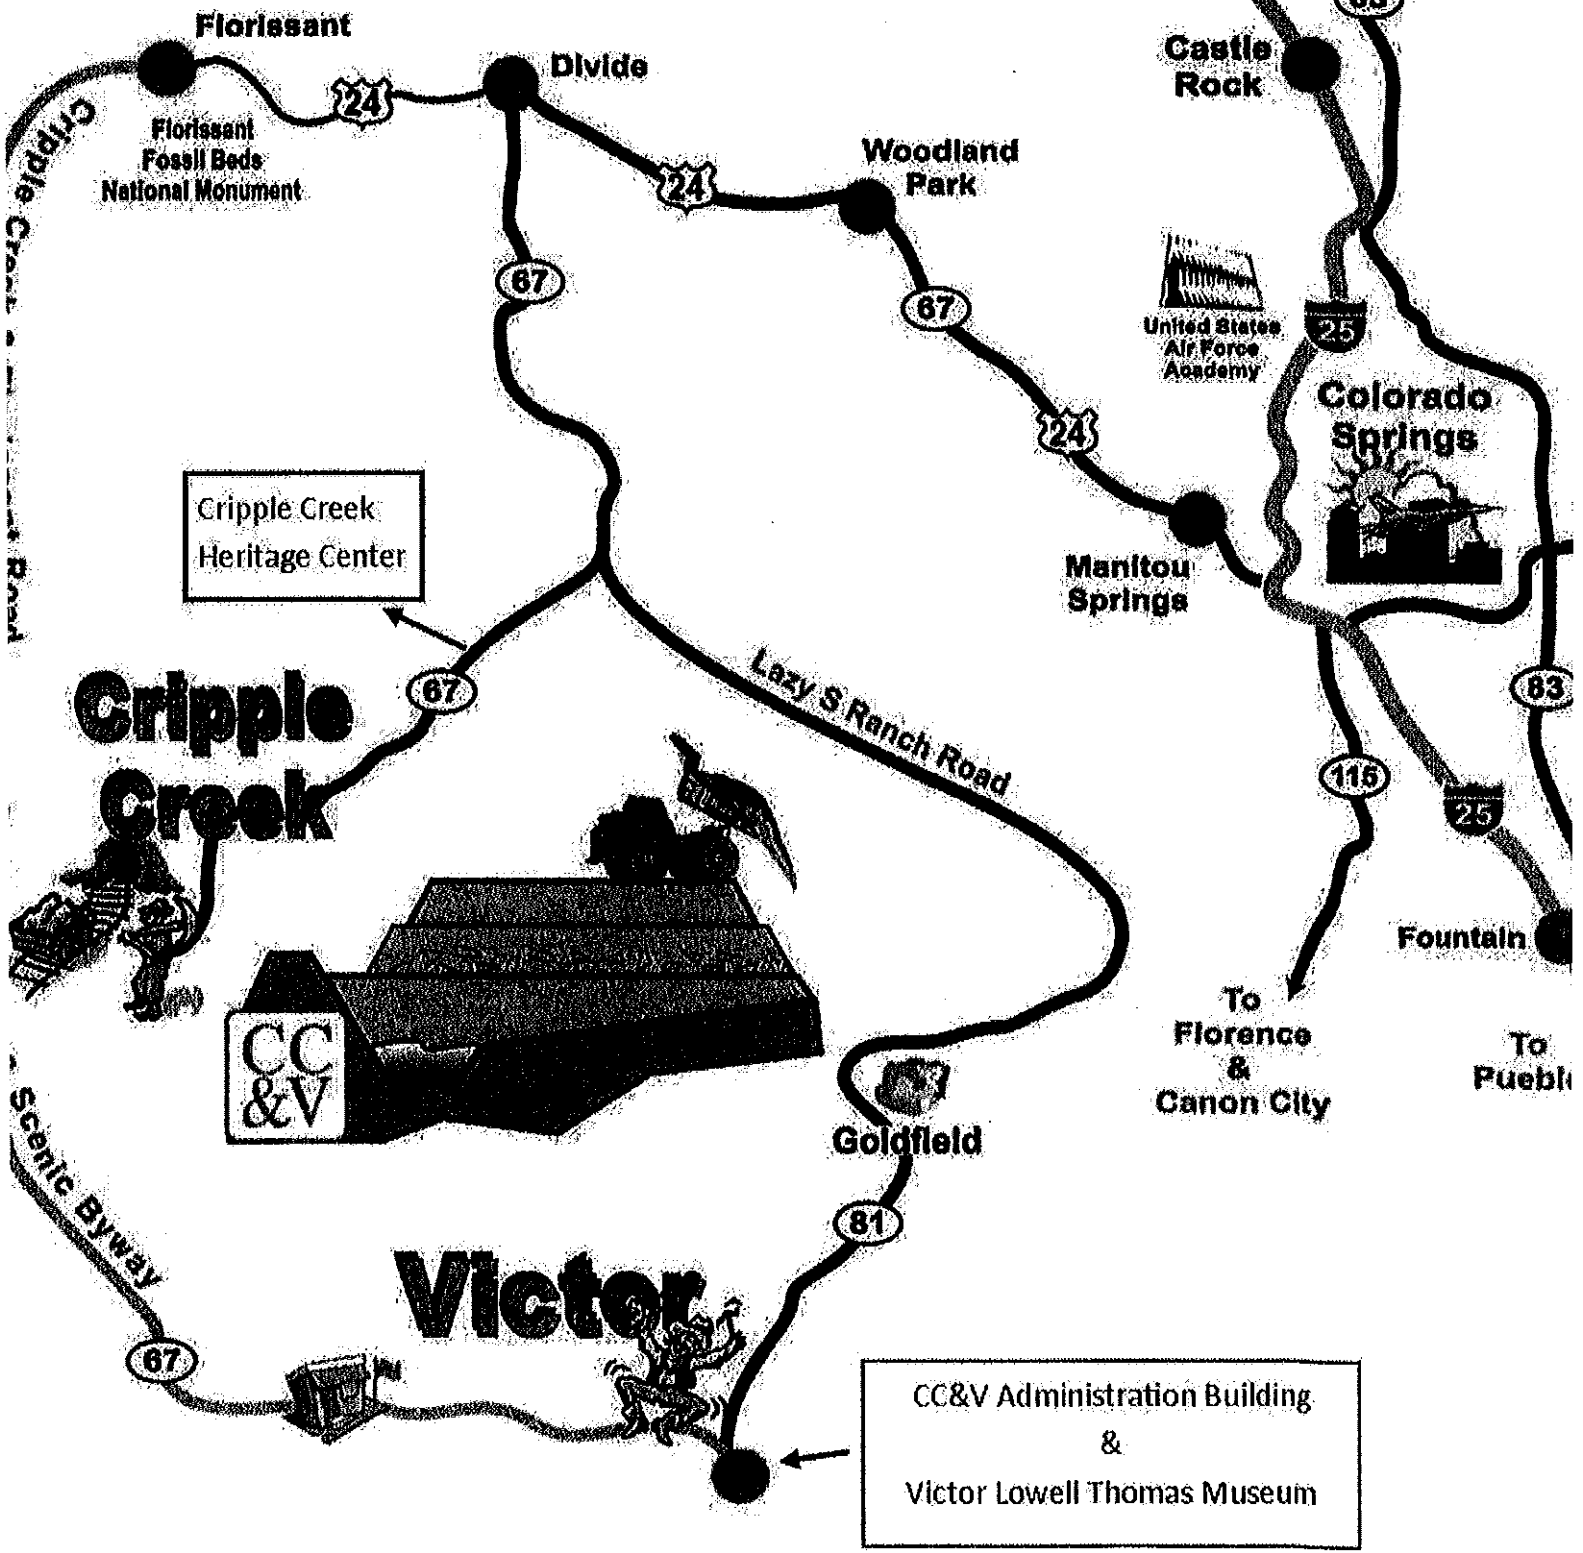 Florissant
Divide
24
Florissant
Fossil Beds
National Monument
24
Woodland
Park
Castle
Rock
67
67
United States
Air Force
Academy
25
Colorado
Springs
24
Cripple Creek
Heritage Center
Manitou
Springs
67
Lazy S Ranch Road
83
Cripple
Creek
115
25
Fountain
CC
&V
To
Florence
&
Canon City
To
Goldfield
81
Scenic Byway
Victor
67
CC&V Administration Building
&
Victor Lowell Thomas Museum
Cripple
Road